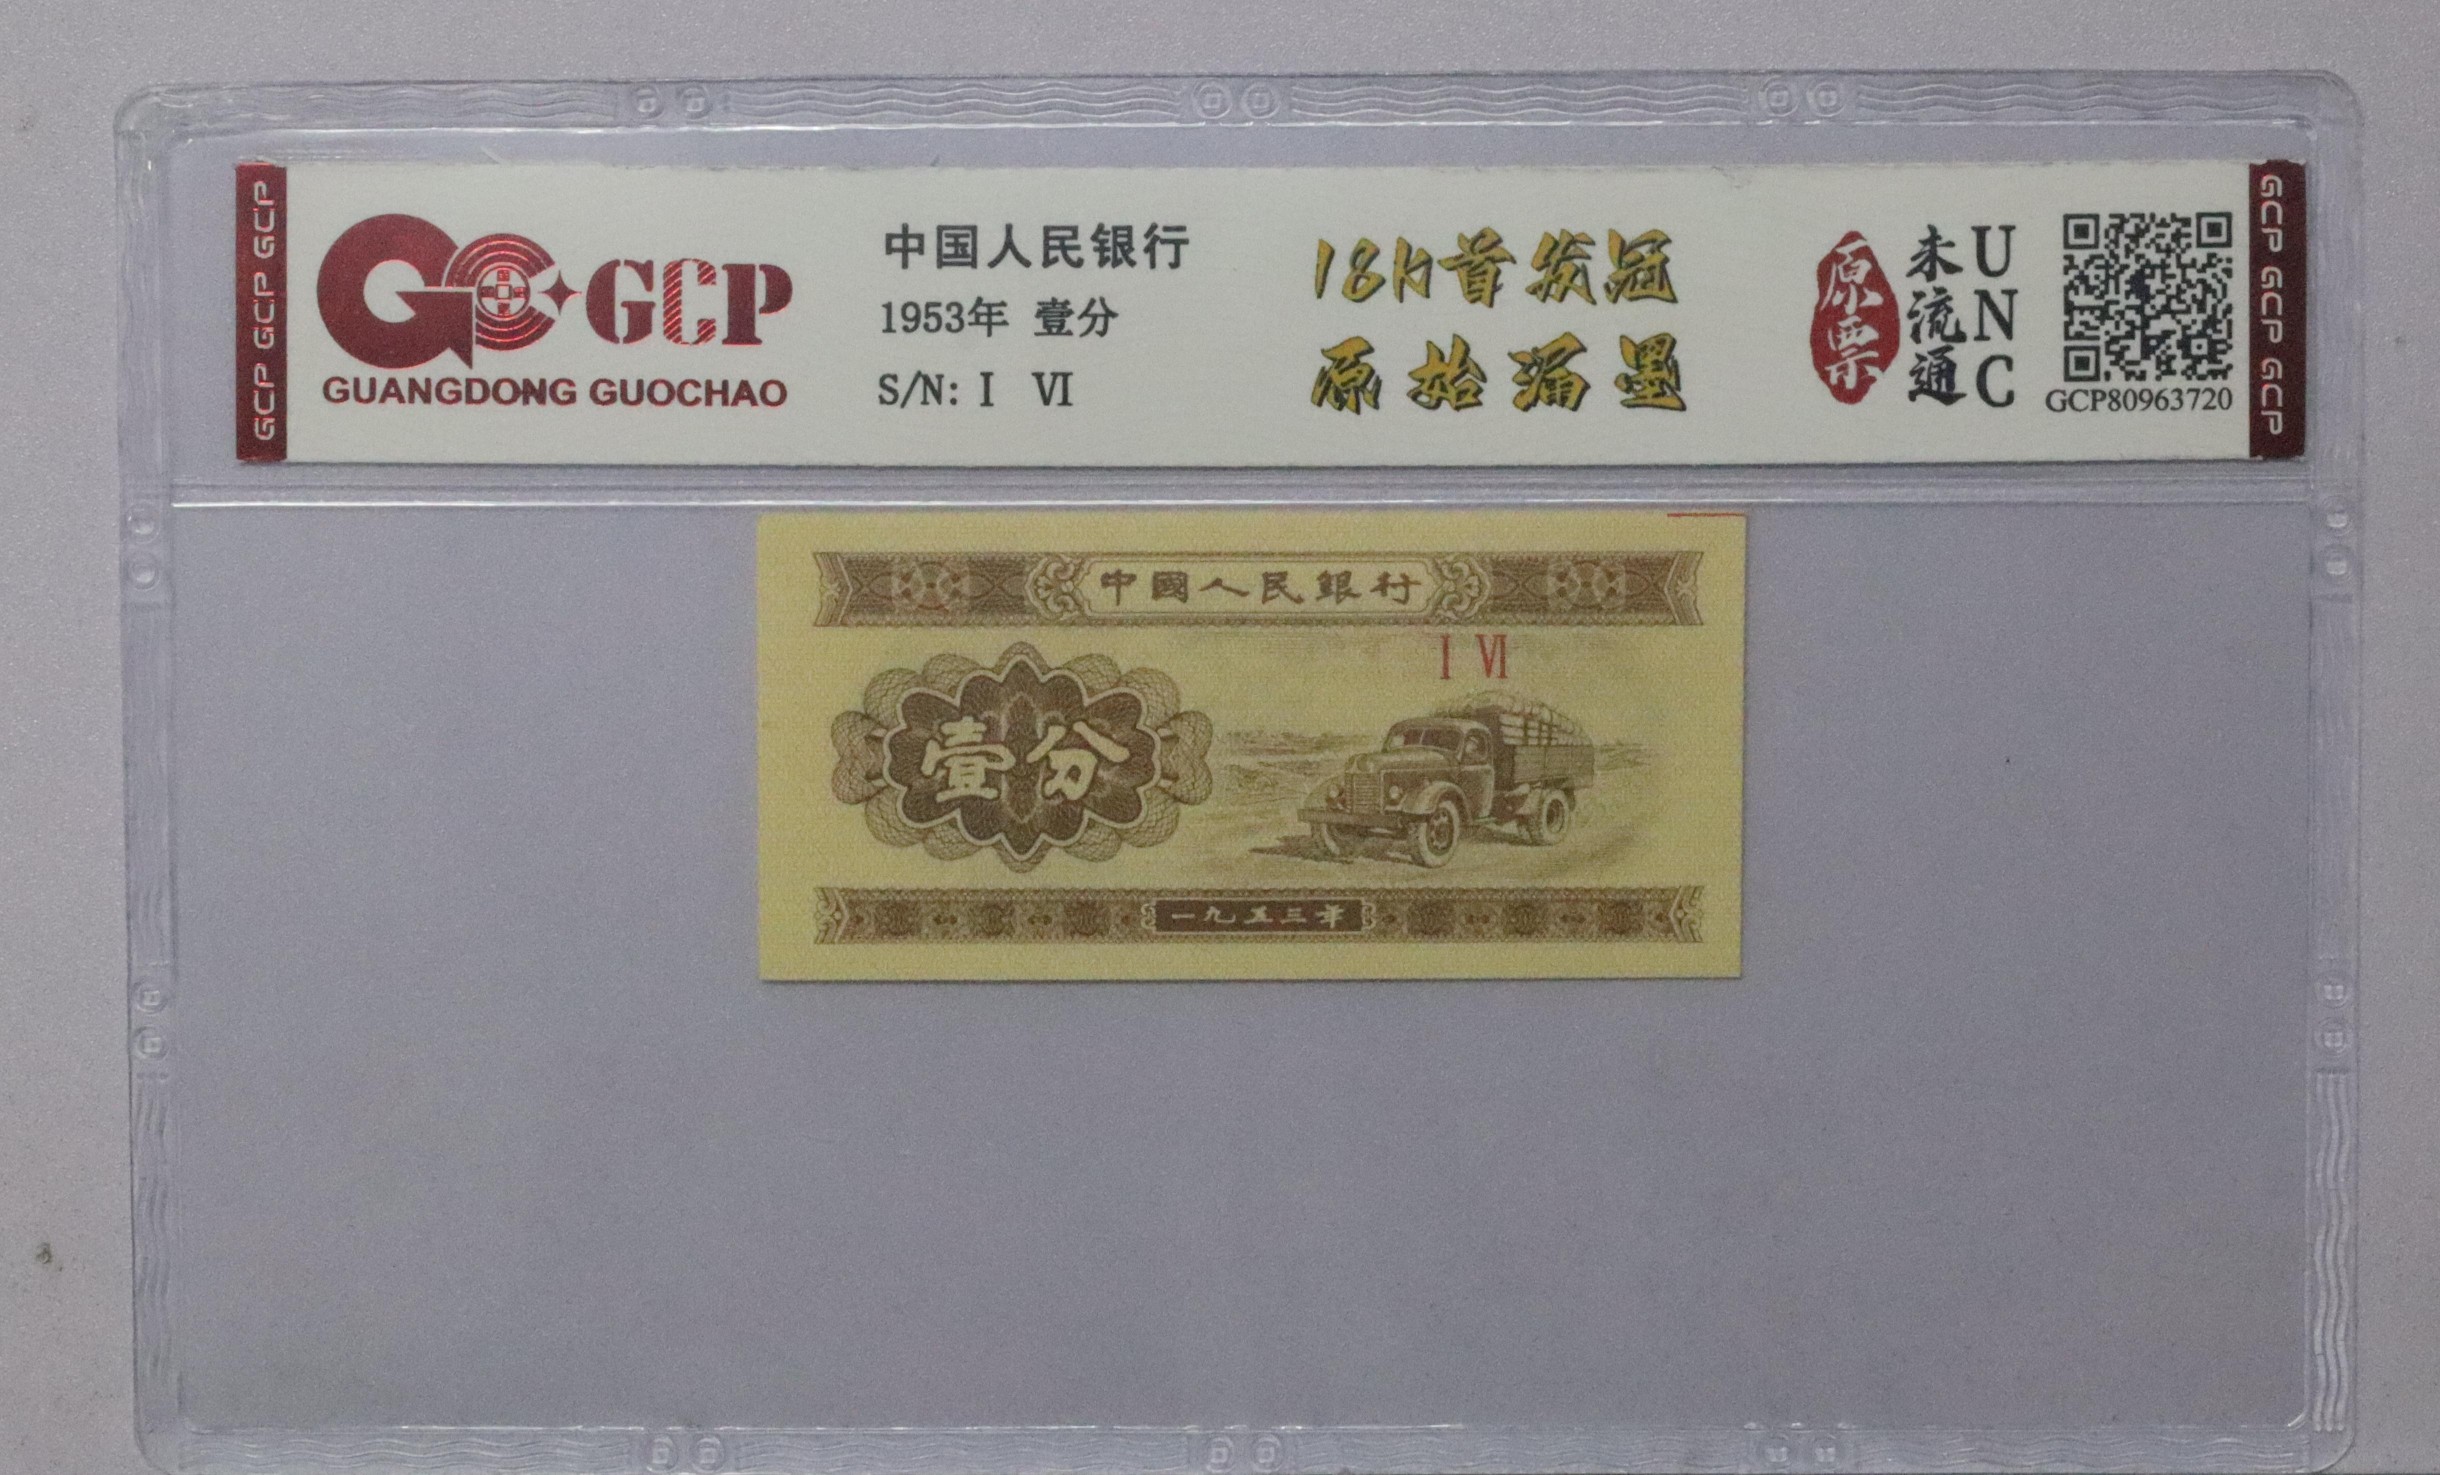 GCP GCP GCP
GCP
GUANGDONG GUOCHAO
中国人民银行
1953年 壹分
S/N: I VI
18k首发冠
原始漏墨
原票
未流通
UNC
GCP80963720
GCP GCP GCP
中國人民銀行
I VI
壹分
一九五三年